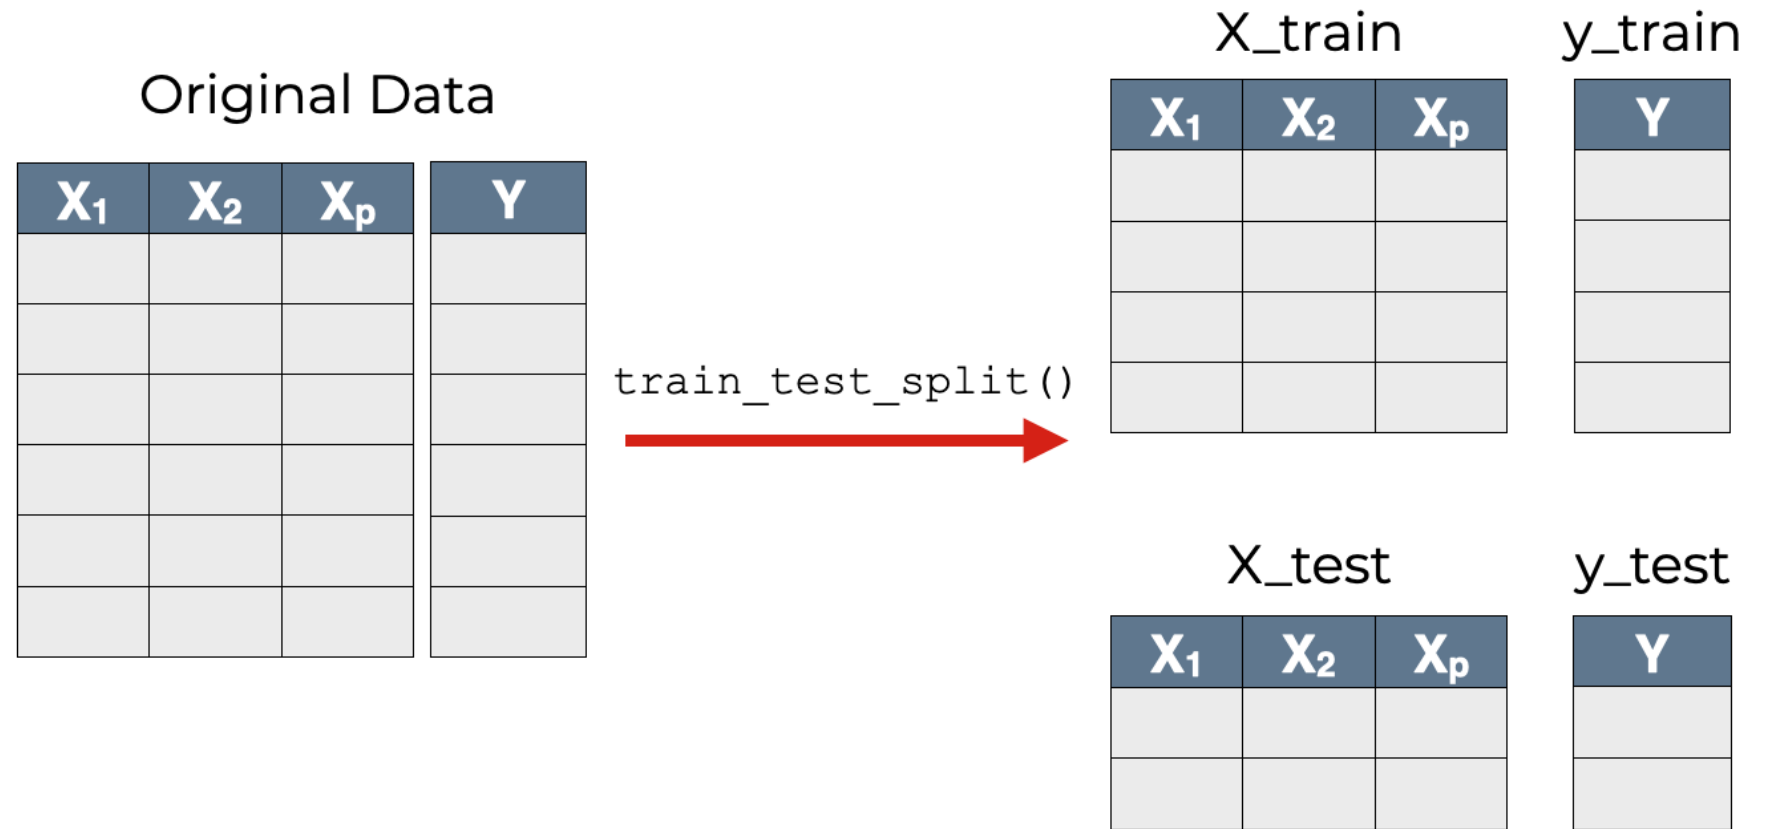 Original Data
X₁ X₂ Xₚ Y
train_test_split()
X_train y_train
X₁ X₂ Xₚ Y
X_test y_test
X₁ X₂ Xₚ Y